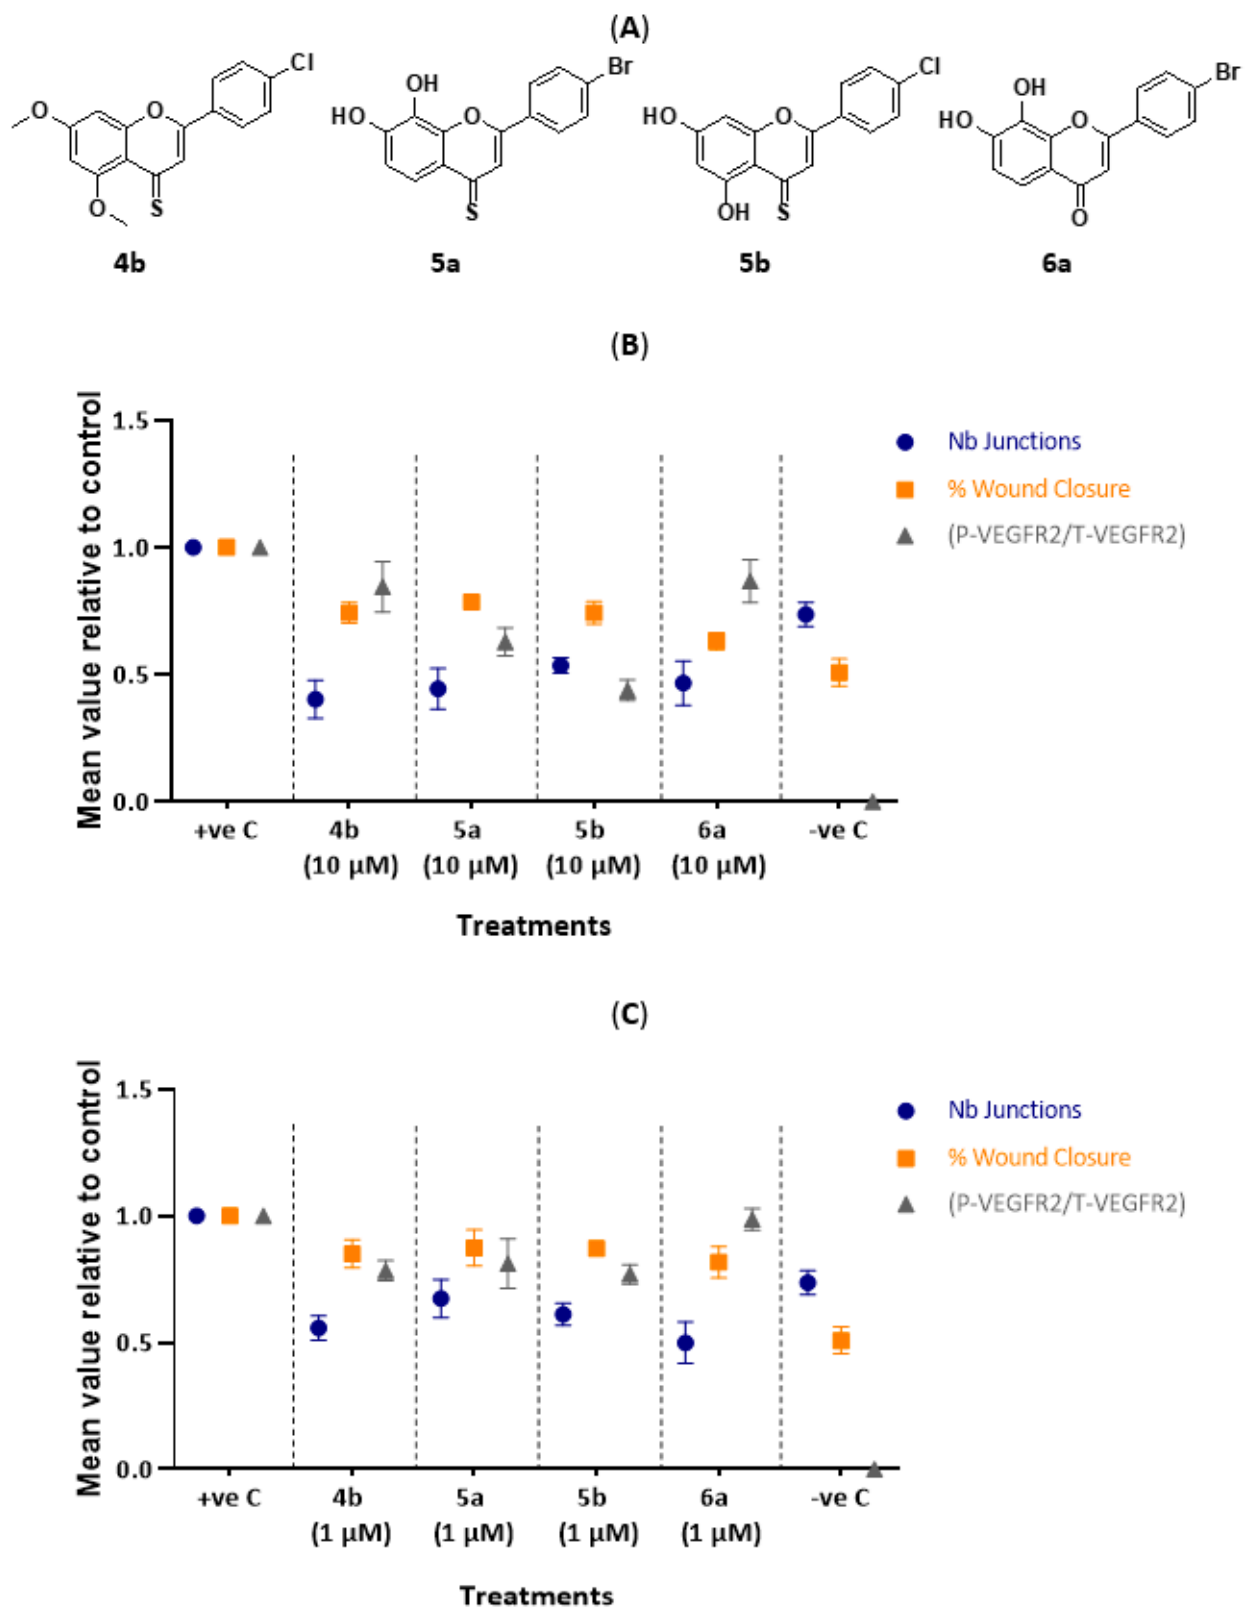 (A)
Cl
O
O
O
S
4b
OH
HO
O
Br
S
5a
HO
O
Cl
OH
S
5b
OH
HO
O
Br
O
6a
(B)
Mean value relative to control
1.5
1.0
0.5
0.0
Nb Junctions
% Wound Closure
(P-VEGFR2/T-VEGFR2)
+ve C 4b 5a 5b 6a -ve C
(10 μM) (10 μM) (10 μM) (10 μM)
Treatments
(C)
Mean value relative to control
1.5
1.0
0.5
0.0
Nb Junctions
% Wound Closure
(P-VEGFR2/T-VEGFR2)
+ve C 4b 5a 5b 6a -ve C
(1 μM) (1 μM) (1 μM) (1 μM)
Treatments